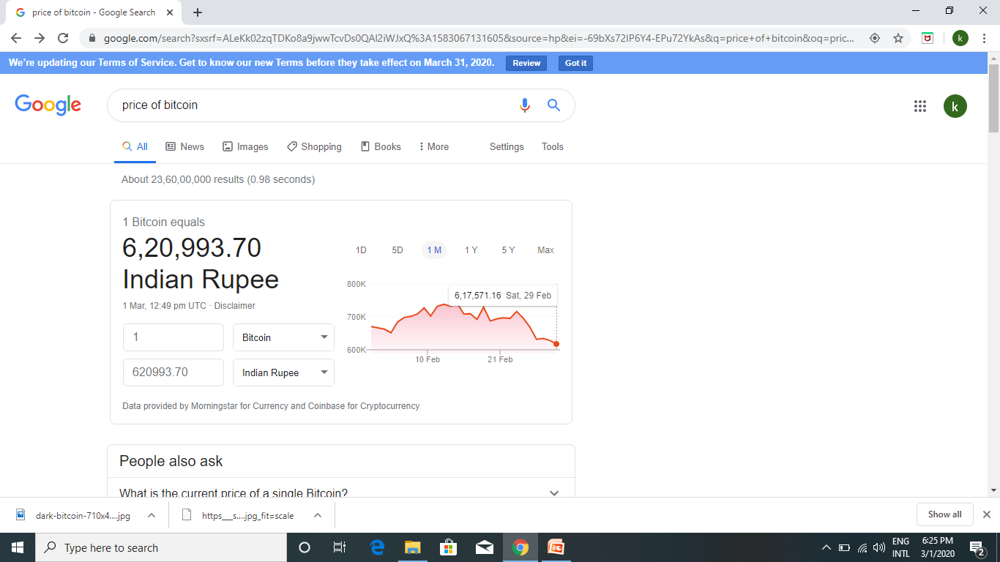 price of bitcoin - Google Search
google.com/search?sxsrf=ALeKk02zqTDKo8a9jwwTcvDs0QAI2iWJxQ%3A1583067131605&source=hp&ei=-69bXs72IP6Y4-EPu72YkAs&q=price+of+bitcoin&oq=pric...
k
We're updating our Terms of Service. Get to know our new Terms before they take effect on March 31, 2020. Review Got it
Google
price of bitcoin
k
All News Images Shopping Books More Settings Tools
About 23,60,00,000 results (0.98 seconds)
1 Bitcoin equals
6,20,993.70
Indian Rupee
1 Mar, 12:49 pm UTC · Disclaimer
1 Bitcoin
620993.70 Indian Rupee
1D 5D 1 M 1 Y 5 Y Max
800K
6,17,571.16 Sat, 29 Feb
700K
600K
10 Feb 21 Feb
Data provided by Morningstar for Currency and Coinbase for Cryptocurrency
People also ask
What is the current price of a single Bitcoin?
dark-bitcoin-710x4....jpg https___s....jpg_fit=scale Show all
Type here to search
ENG
INTL
6:25 PM
3/1/2020
2